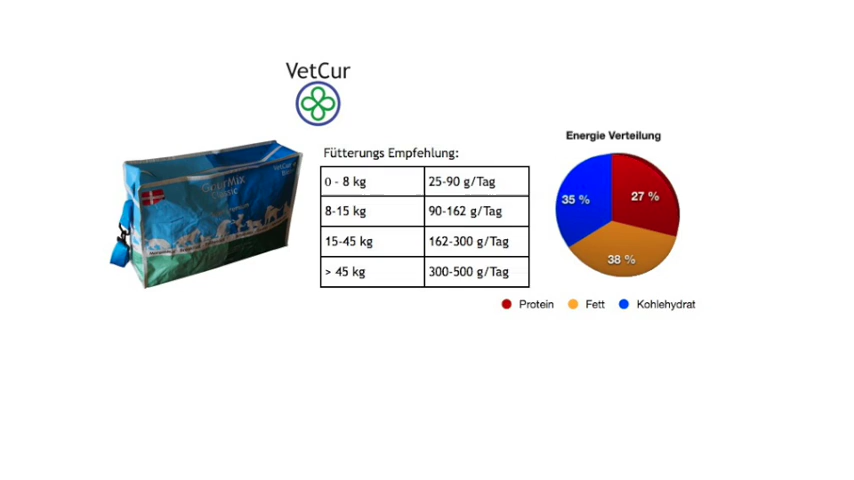 VetCur
Fütterungs Empfehlung:
0 - 8 kg 25-90 g/Tag
8-15 kg 90-162 g/Tag
15-45 kg 162-300 g/Tag
> 45 kg 300-500 g/Tag
Energie Verteilung
35 % 27 %
38 %
Protein Fett Kohlehydrat